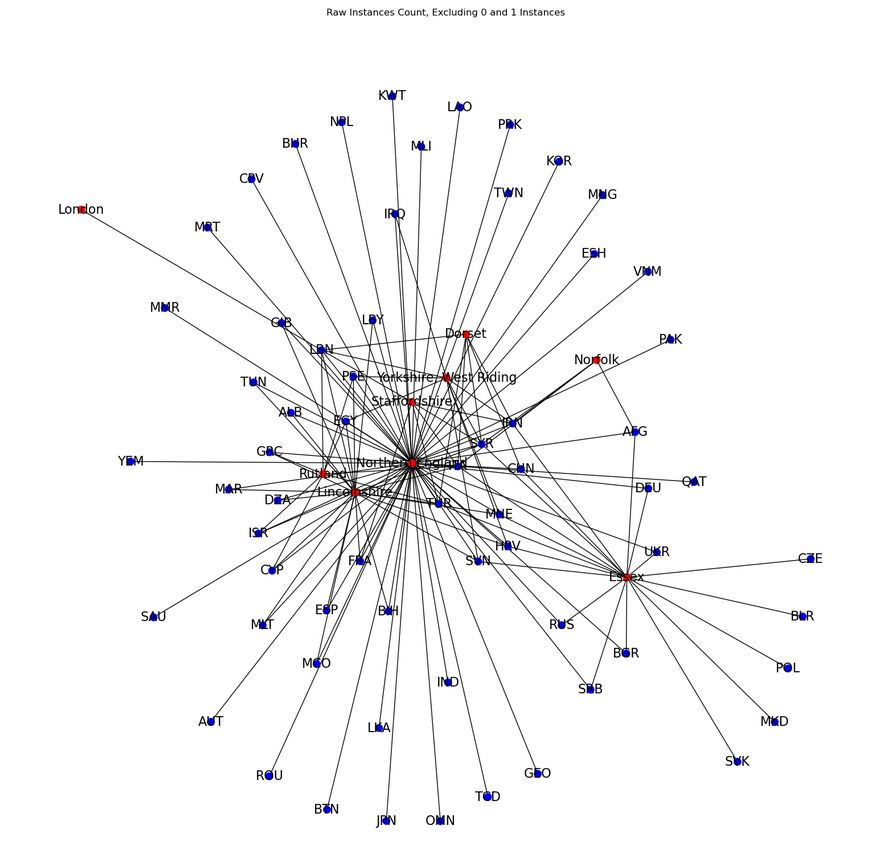 Raw Instances Count, Excluding 0 and 1 Instances
KWT
LAO
NPL
PRK
BHR
MLI
KOR
CPV
TWN
MNG
London
IRQ
MRT
ESH
VNM
MMR
GIB
LBY
Dorset
PAK
LBN
Norfolk
PSE
Yorkshire, West Riding
TUN
Staffordshire
ALB
EGY
IRN
AFG
SYR
GRC
YEM
Northern England
CHN
Rutland
QAT
MAR
DEU
Lincolnshire
DZA
TUR
MNE
ISR
HRV
UKR
FRA
SVN
CZE
CYP
Essex
SAU
ESP
BIH
BLR
MLT
RUS
BGR
MCO
POL
IND
SRB
AUT
MKD
LKA
SVK
ROU
GEO
TCD
BTN
JPN
OMN